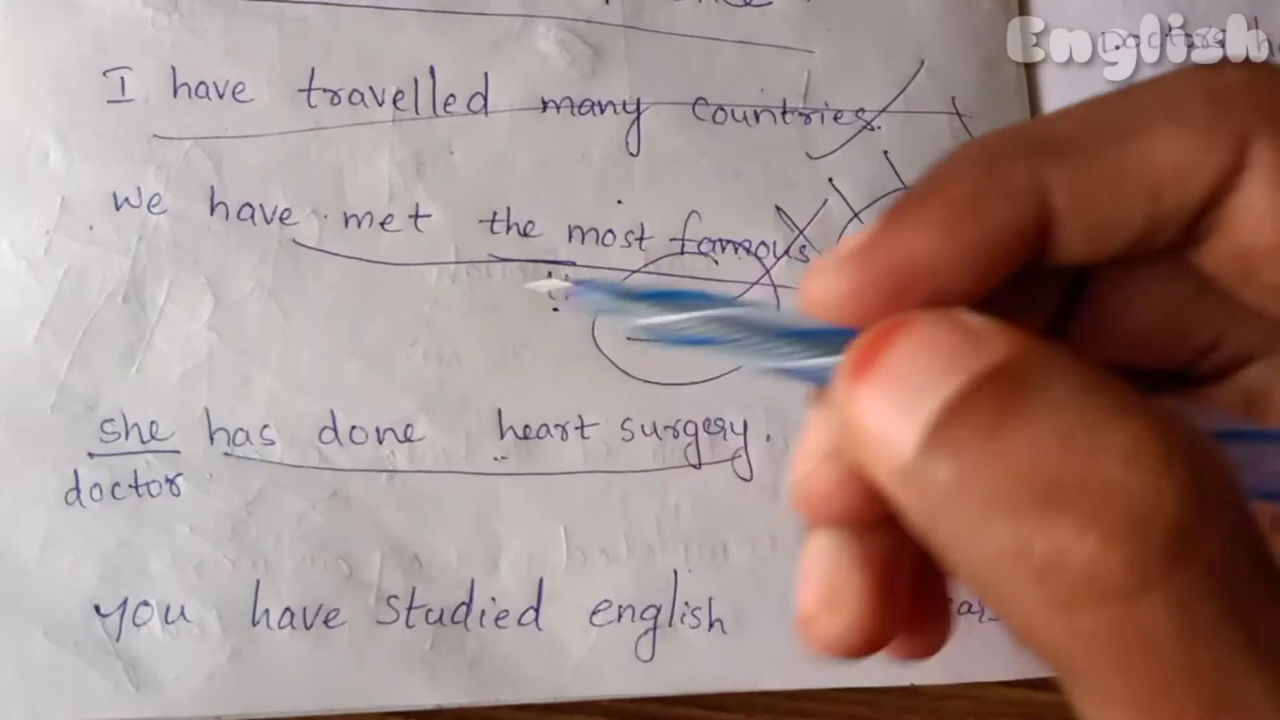 English
I have travelled many countries.
We have met the most famous
she has done heart surgery.
doctor
you have studied english